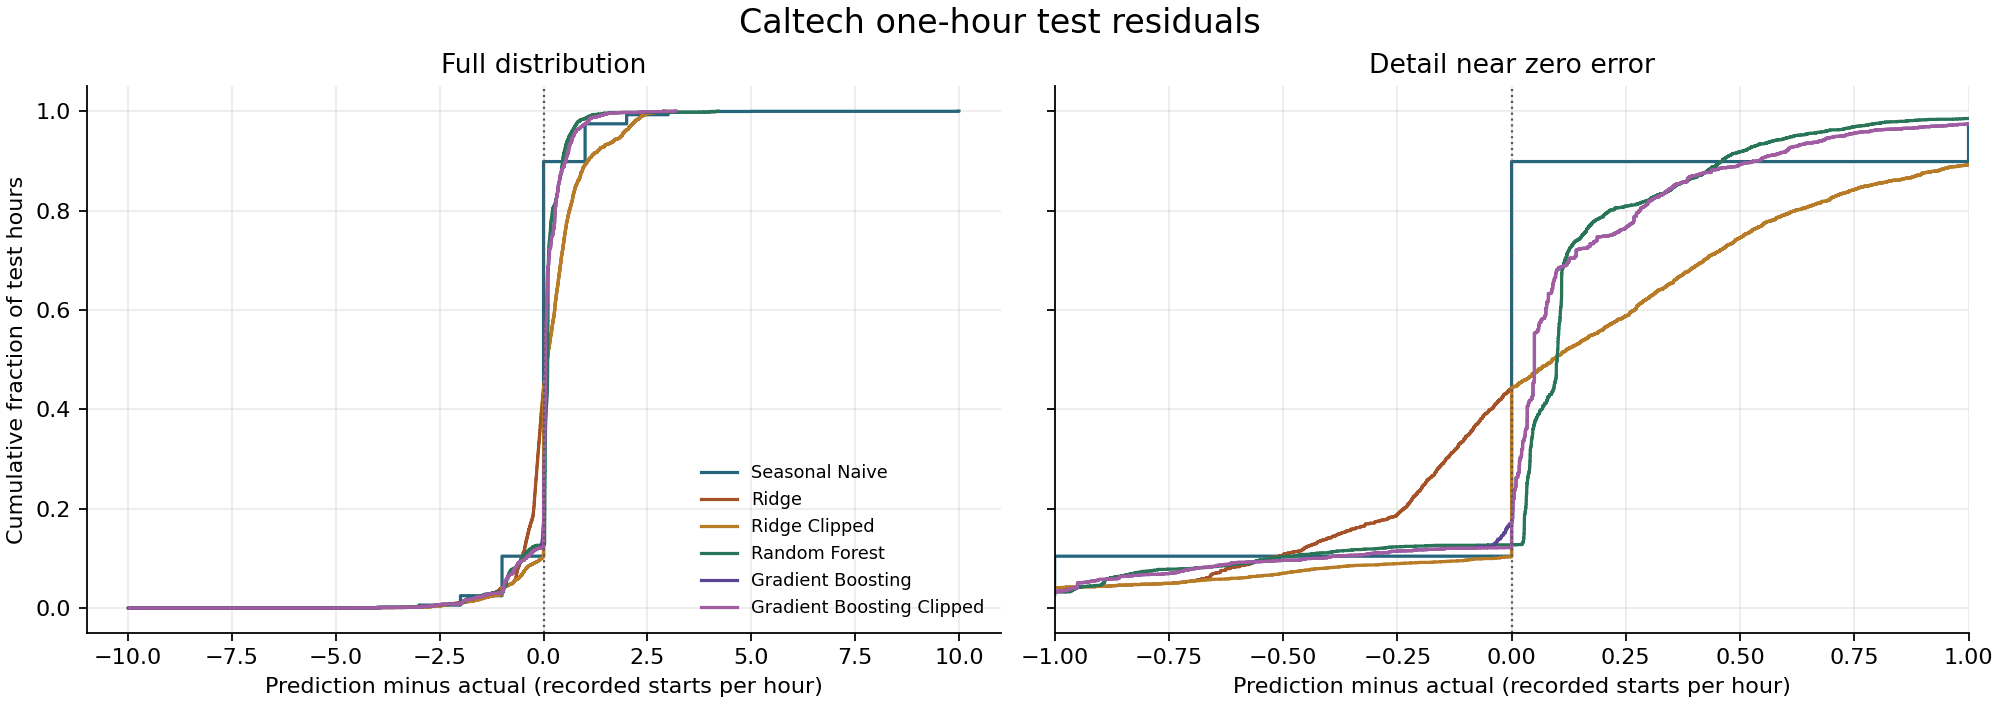 Caltech one-hour test residuals
Full distribution
Cumulative fraction of test hours
1.0
0.8
0.6
0.4
0.2
0.0
Seasonal Naive
Ridge
Ridge Clipped
Random Forest
Gradient Boosting
Gradient Boosting Clipped
−10.0 −7.5 −5.0 −2.5 0.0 2.5 5.0 7.5 10.0
Prediction minus actual (recorded starts per hour)
Detail near zero error
−1.00 −0.75 −0.50 −0.25 0.00 0.25 0.50 0.75 1.00
Prediction minus actual (recorded starts per hour)